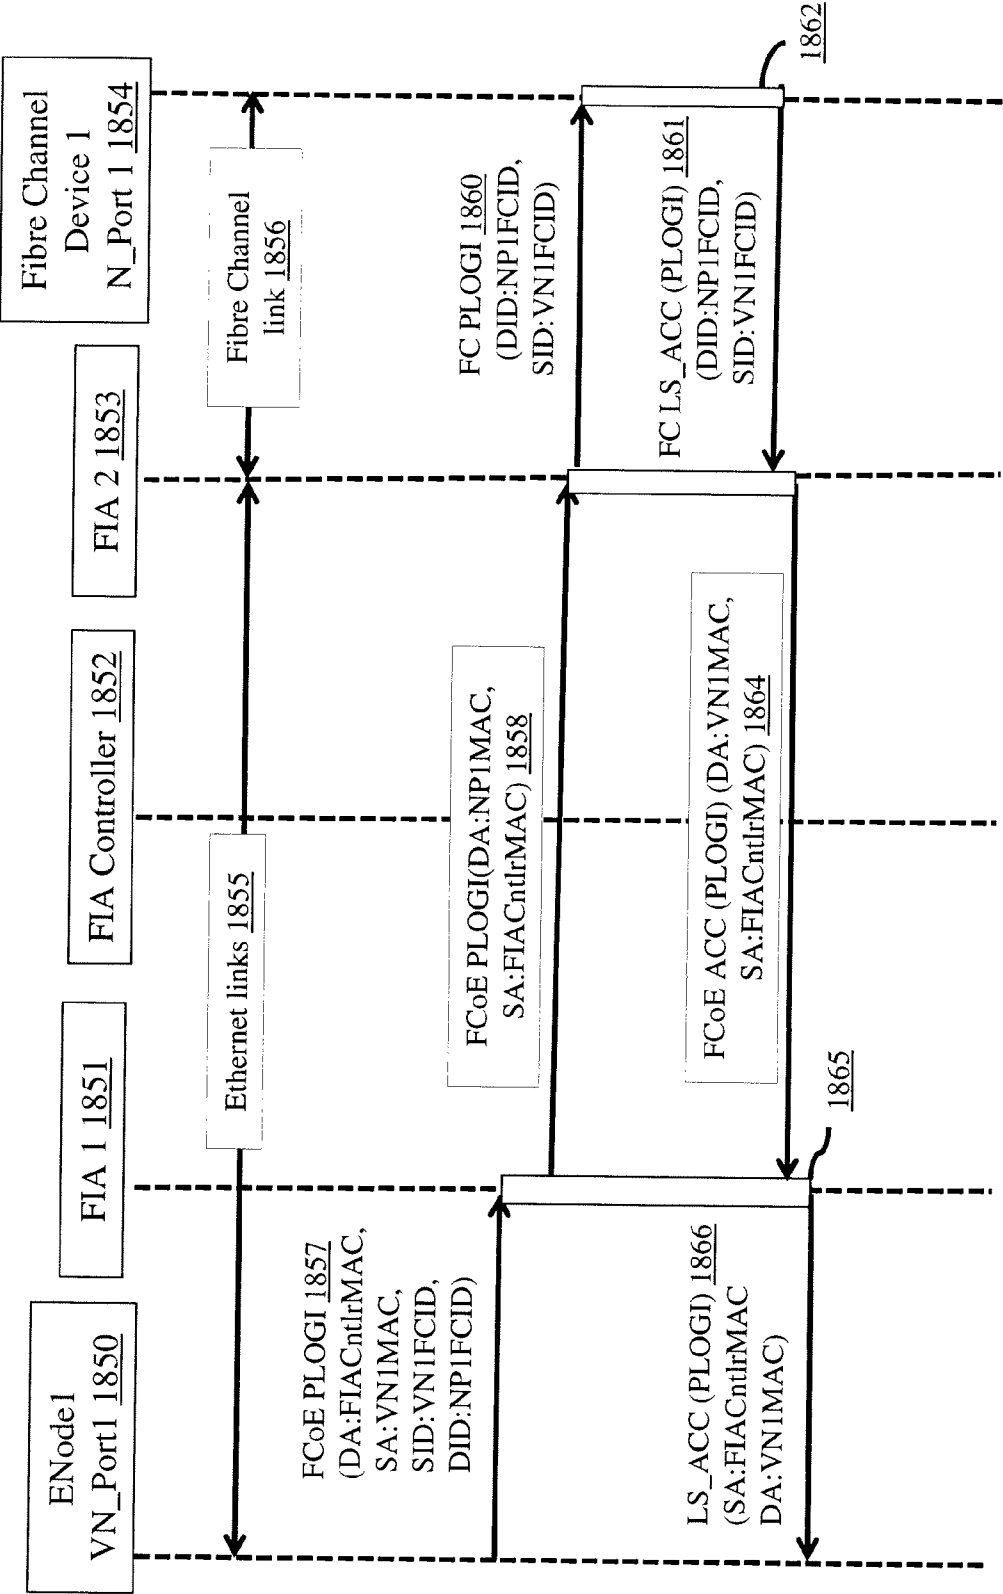 ENode1
VN_Port1 1850
FIA 1 1851
FIA Controller 1852
FIA 2 1853
Fibre Channel
Device 1
N_Port 1 1854
Ethernet links 1855
Fibre Channel
link 1856
FCoE PLOGI 1857
(DA:FIACntlrMAC,
SA:VN1MAC,
SID:VN1FCID,
DID:NP1FCID)
FCoE PLOGI(DA:NP1MAC,
SA:FIACntlrMAC) 1858
FC PLOGI 1860
(DID:NP1FCID,
SID:VN1FCID)
FC LS_ACC (PLOGI) 1861
(DID:NP1FCID,
SID:VN1FCID)
1862
FCoE ACC (PLOGI) (DA:VN1MAC,
SA:FIACntlrMAC) 1864
1865
LS_ACC (PLOGI) 1866
(SA:FIACntlrMAC
DA:VN1MAC)